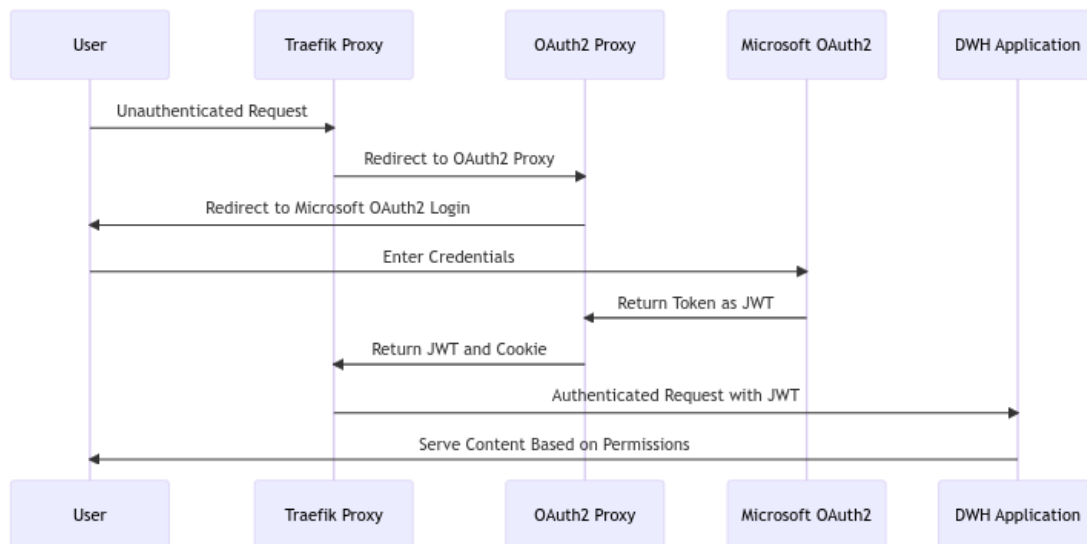 User
Traefik Proxy
OAuth2 Proxy
Microsoft OAuth2
DWH Application
Unauthenticated Request
Redirect to OAuth2 Proxy
Redirect to Microsoft OAuth2 Login
Enter Credentials
Return Token as JWT
Return JWT and Cookie
Authenticated Request with JWT
Serve Content Based on Permissions
User
Traefik Proxy
OAuth2 Proxy
Microsoft OAuth2
DWH Application